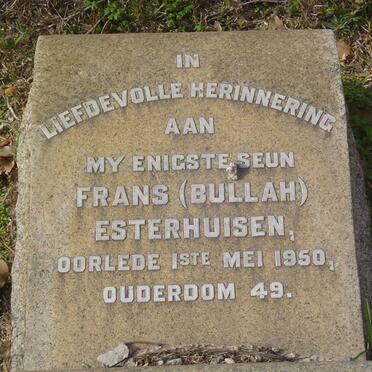 IN
LIEFDEVOLLE HERINNERING
AAN
MY ENIGSTE SEUN
FRANS (BULLAH)
ESTERHUISEN,
OORLEDE 1STE MEI 1950,
OUDERDOM 49.